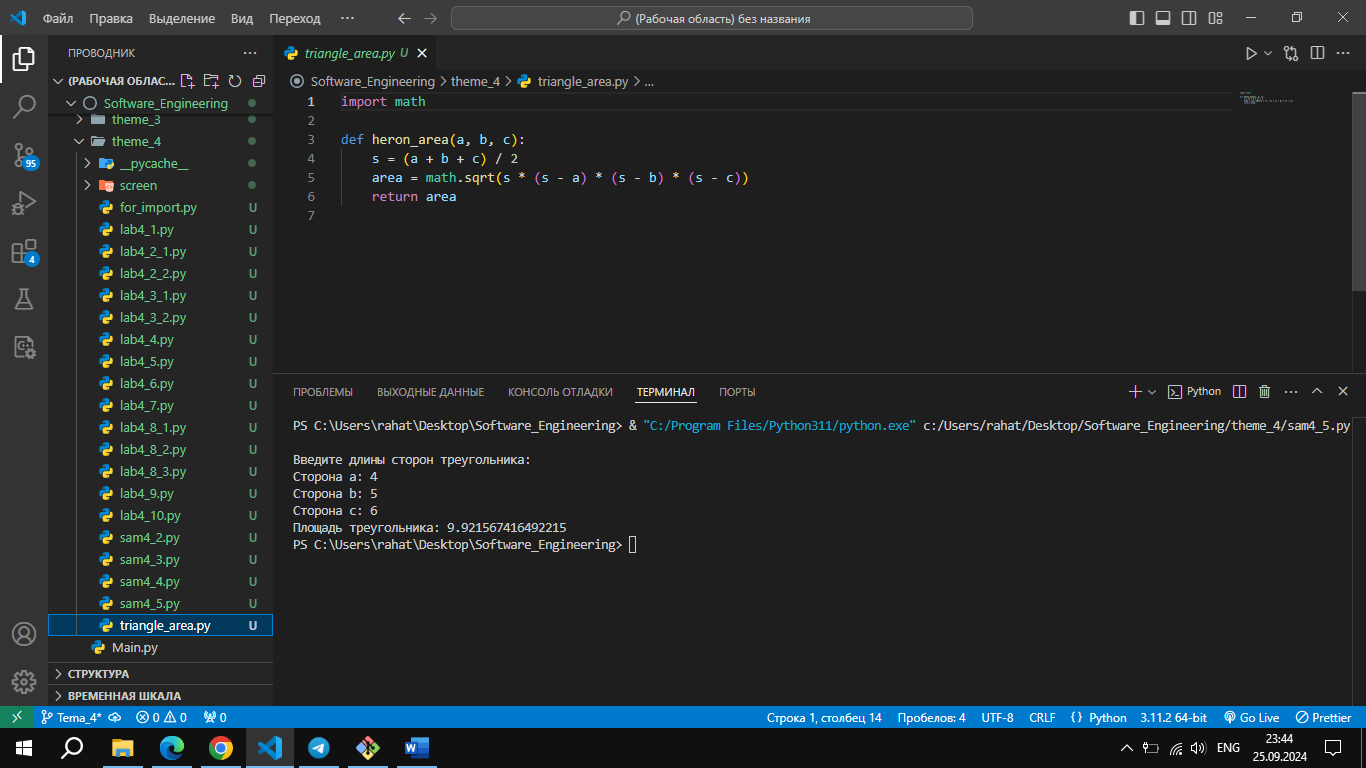 Файл Правка Выделение Вид Переход ··· (Рабочая область) без названия
ПРОВОДНИК
(РАБОЧАЯ ОБЛАС...
Software_Engineering
theme_3
theme_4
__pycache__
screen
for_import.py U
lab4_1.py U
lab4_2_1.py U
lab4_2_2.py U
lab4_3_1.py U
lab4_3_2.py U
lab4_4.py U
lab4_5.py U
lab4_6.py U
lab4_7.py U
lab4_8_1.py U
lab4_8_2.py U
lab4_8_3.py U
lab4_9.py U
lab4_10.py U
sam4_2.py U
sam4_3.py U
sam4_4.py U
sam4_5.py U
triangle_area.py U
Main.py
СТРУКТУРА
ВРЕМЕННАЯ ШКАЛА
95
4
triangle_area.py U
Software_Engineering > theme_4 > triangle_area.py > ...
1 import math
2
3 def heron_area(a, b, c):
4 s = (a + b + c) / 2
5 area = math.sqrt(s * (s - a) * (s - b) * (s - c))
6 return area
7
ПРОБЛЕМЫ ВЫХОДНЫЕ ДАННЫЕ КОНСОЛЬ ОТЛАДКИ ТЕРМИНАЛ ПОРТЫ Python
PS C:\Users\rahat\Desktop\Software_Engineering> & "C:/Program Files/Python311/python.exe" c:/Users/rahat/Desktop/Software_Engineering/theme_4/sam4_5.py
Введите длины сторон треугольника:
Сторона a: 4
Сторона b: 5
Сторона c: 6
Площадь треугольника: 9.921567416492215
PS C:\Users\rahat\Desktop\Software_Engineering>
Tema_4* 0 0 0 Строка 1, столбец 14 Пробелов: 4 UTF-8 CRLF Python 3.11.2 64-bit Go Live Prettier
ENG 23:44
25.09.2024